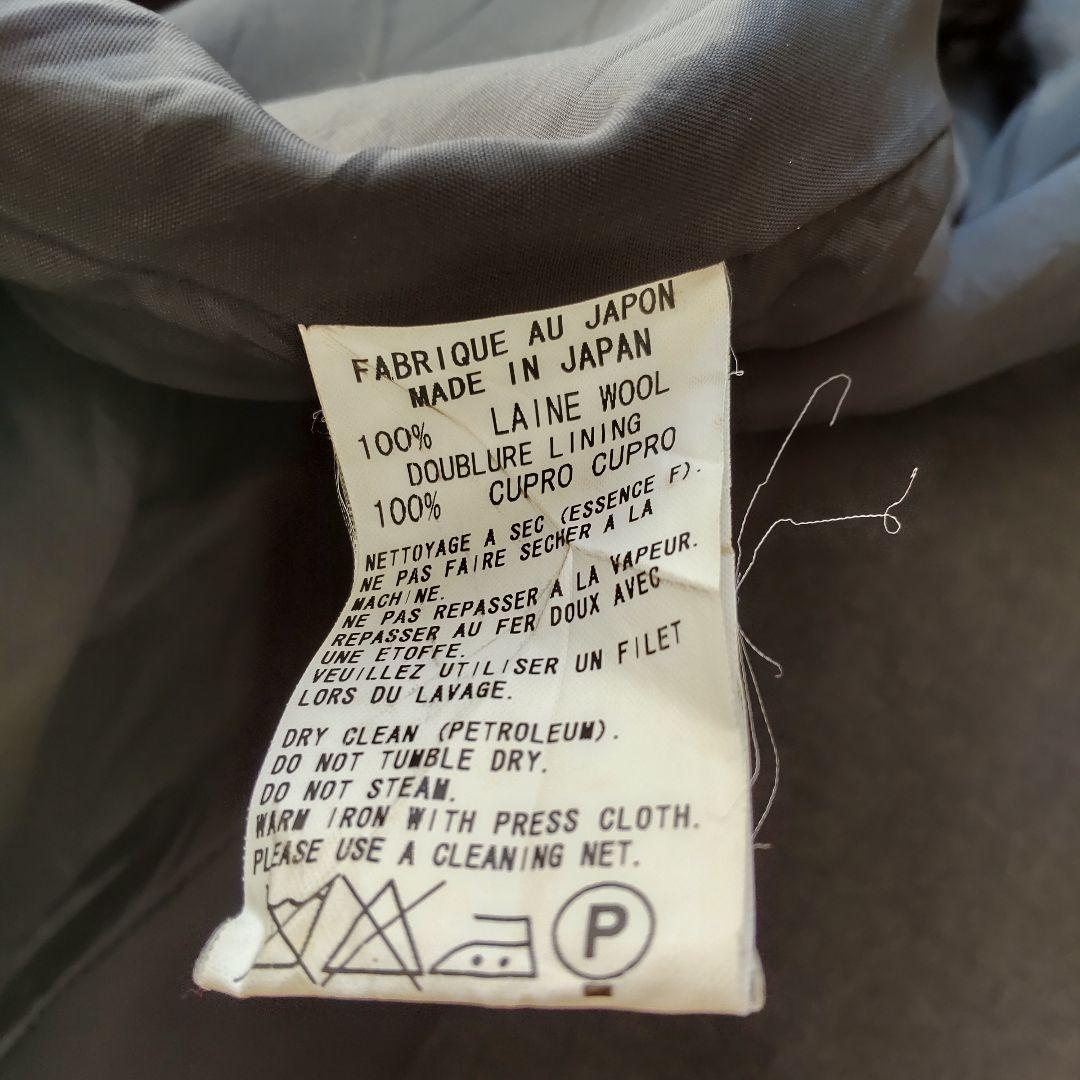 FABRIQUE AU JAPON
MADE IN JAPAN
100% LAINE WOOL
DOUBLURE LINING
100% CUPRO CUPRO
NETTOYAGE A SEC (ESSENCE F).
NE PAS FAIRE SECHER A LA
MACHINE.
NE PAS REPASSER A LA VAPEUR.
REPASSER AU FER DOUX AVEC
UNE ETOFFE.
VEUILLEZ UTILISER UN FILET
LORS DU LAVAGE.
DRY CLEAN (PETROLEUM).
DO NOT TUMBLE DRY.
DO NOT STEAM.
WARM IRON WITH PRESS CLOTH.
PLEASE USE A CLEANING NET.
P